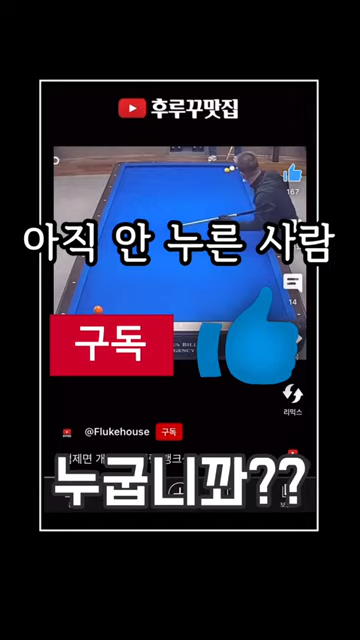 후루꾸맛집
167
아직 안 누른 사람
14
구독
리믹스
@Flukehouse 구독
누굽니꽈??